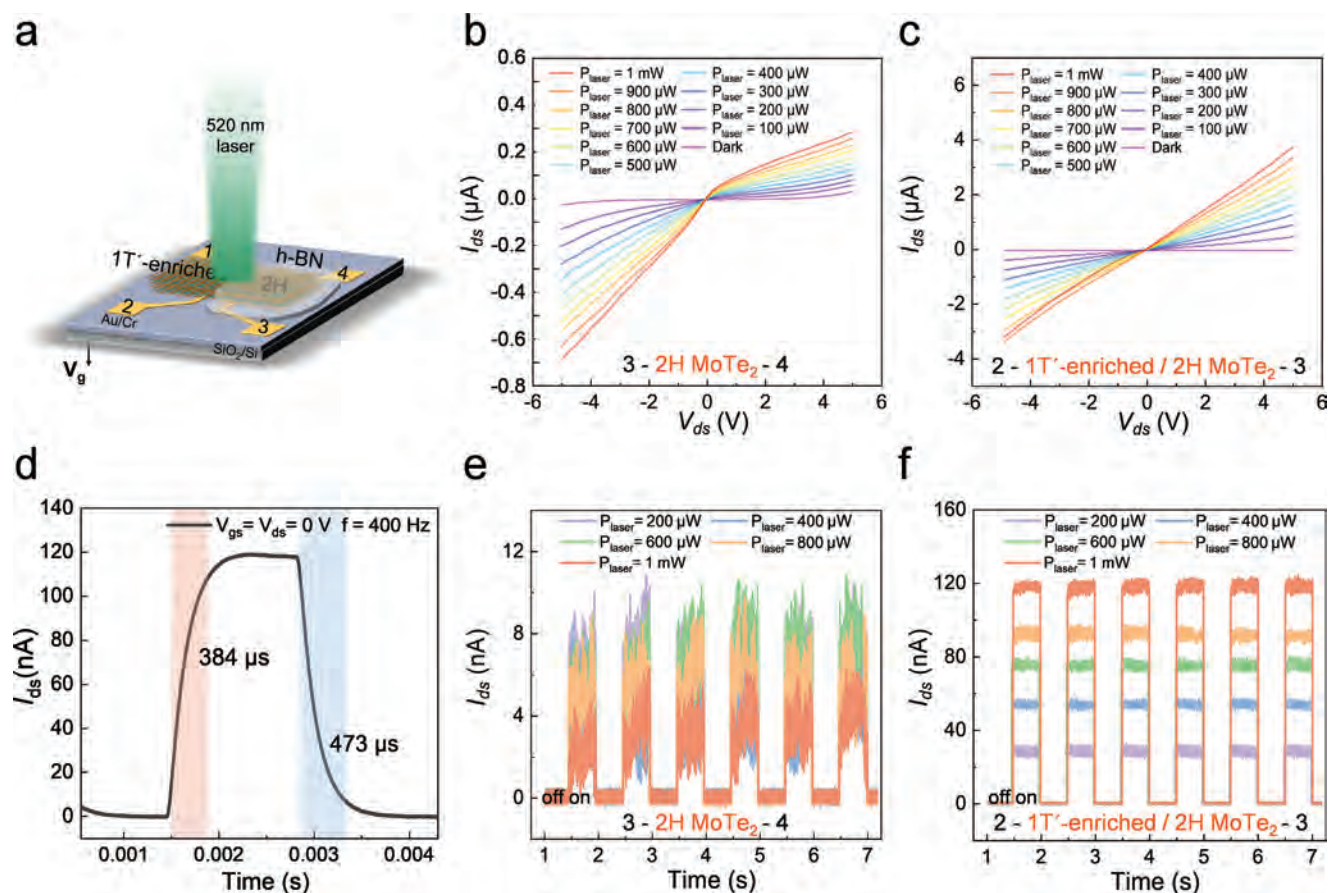 a
520 nm
laser
1T´-enriched
h-BN
1
2H
4
2
3
Au/Cr
SiO₂/Si
Vg
b
0.6
0.4
0.2
0.0
-0.2
-0.4
-0.6
-0.8
Ids (µA)
Plaser = 1 mW
Plaser = 900 µW
Plaser = 800 µW
Plaser = 700 µW
Plaser = 600 µW
Plaser = 500 µW
Plaser = 400 µW
Plaser = 300 µW
Plaser = 200 µW
Plaser = 100 µW
Dark
3 - 2H MoTe₂ - 4
-6 -4 -2 0 2 4 6
Vds (V)
c
6
4
2
0
-2
-4
Ids (µA)
Plaser = 1 mW
Plaser = 900 µW
Plaser = 800 µW
Plaser = 700 µW
Plaser = 600 µW
Plaser = 500 µW
Plaser = 400 µW
Plaser = 300 µW
Plaser = 200 µW
Plaser = 100 µW
Dark
2 - 1T´-enriched / 2H MoTe₂ - 3
-6 -4 -2 0 2 4 6
Vds (V)
d
140
120
100
80
60
40
20
0
Ids(nA)
Vgs= Vds= 0 V f = 400 Hz
384 µs
473 µs
0.001 0.002 0.003 0.004
Time (s)
e
12
8
4
0
Ids (nA)
Plaser = 200 µW
Plaser = 600 µW
Plaser = 1 mW
Plaser = 400 µW
Plaser = 800 µW
off on
3 - 2H MoTe₂ - 4
1 2 3 4 5 6 7
Time (s)
f
160
120
80
40
0
Ids (nA)
Plaser = 200 µW
Plaser = 600 µW
Plaser = 1 mW
Plaser = 400 µW
Plaser = 800 µW
off on
2 - 1T´-enriched / 2H MoTe₂ - 3
1 2 3 4 5 6 7
Time (s)